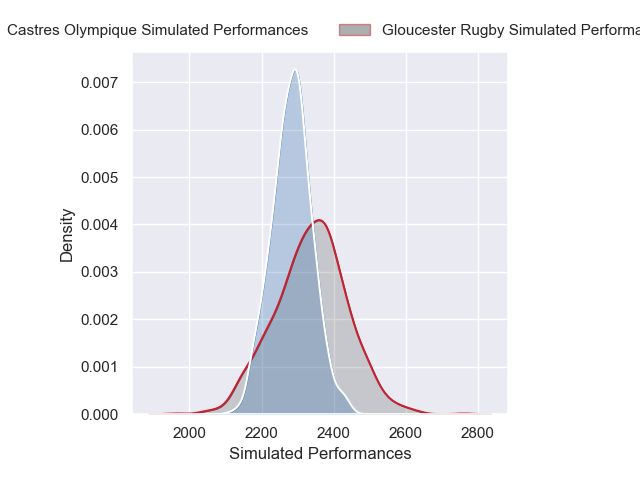 Castres Olympique Simulated Performances
Gloucester Rugby Simulated Performa
0.007
0.006
0.005
0.004
0.003
0.002
0.001
0.000
Density
2000 2200 2400 2600 2800
Simulated Performances